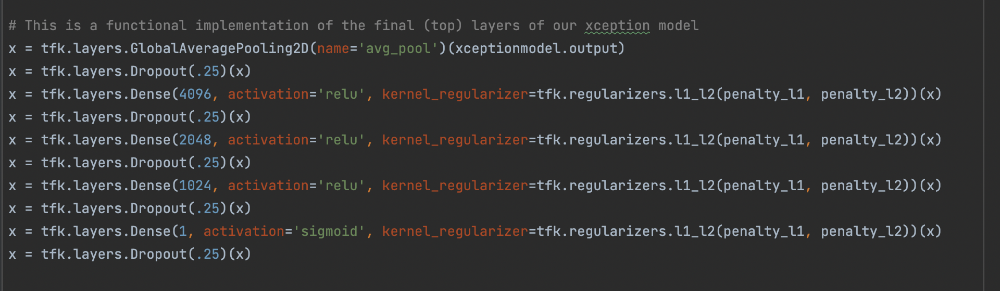 # This is a functional implementation of the final (top) layers of our xception model
x = tfk.layers.GlobalAveragePooling2D(name='avg_pool')(xceptionmodel.output)
x = tfk.layers.Dropout(.25)(x)
x = tfk.layers.Dense(4096, activation='relu', kernel_regularizer=tfk.regularizers.l1_l2(penalty_l1, penalty_l2))(x)
x = tfk.layers.Dropout(.25)(x)
x = tfk.layers.Dense(2048, activation='relu', kernel_regularizer=tfk.regularizers.l1_l2(penalty_l1, penalty_l2))(x)
x = tfk.layers.Dropout(.25)(x)
x = tfk.layers.Dense(1024, activation='relu', kernel_regularizer=tfk.regularizers.l1_l2(penalty_l1, penalty_l2))(x)
x = tfk.layers.Dropout(.25)(x)
x = tfk.layers.Dense(1, activation='sigmoid', kernel_regularizer=tfk.regularizers.l1_l2(penalty_l1, penalty_l2))(x)
x = tfk.layers.Dropout(.25)(x)